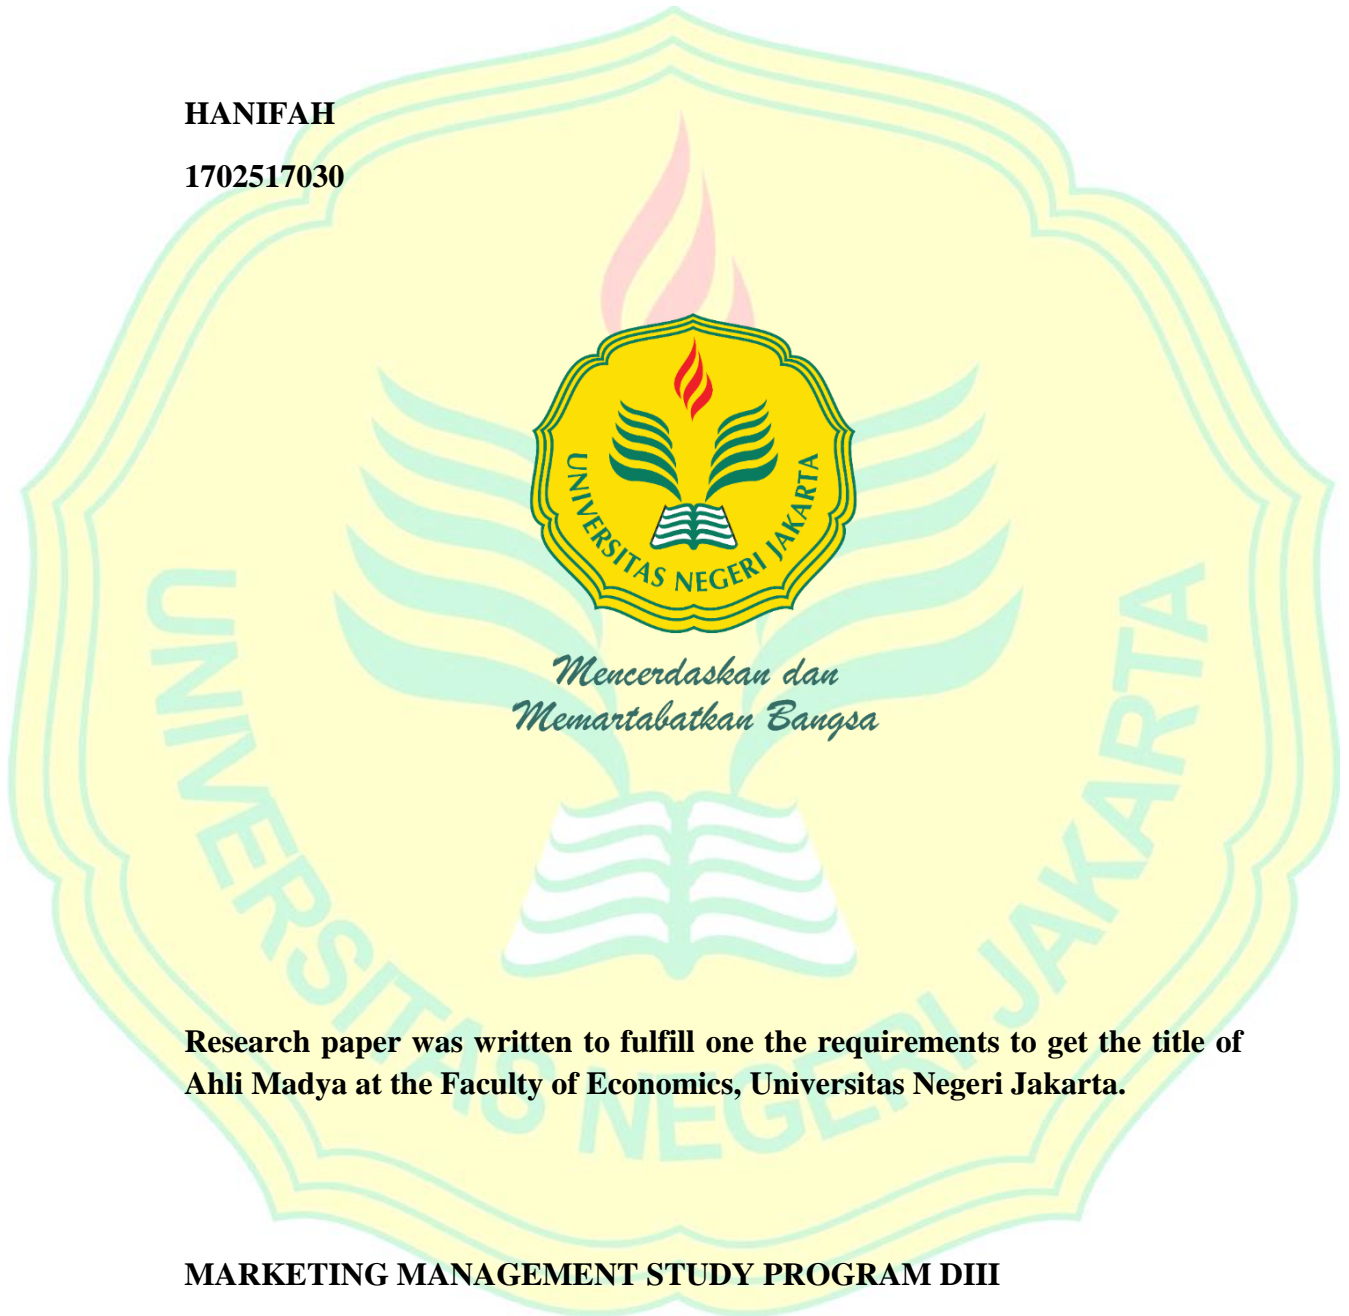 HANIFAH
1702517030
UNIVERSITAS NEGERI JAKARTA
Mencerdaskan dan
Memartabatkan Bangsa
UNIVERSITAS NEGERI JAKARTA
Research paper was written to fulfill one the requirements to get the title of
Ahli Madya at the Faculty of Economics, Universitas Negeri Jakarta.
MARKETING MANAGEMENT STUDY PROGRAM DIII